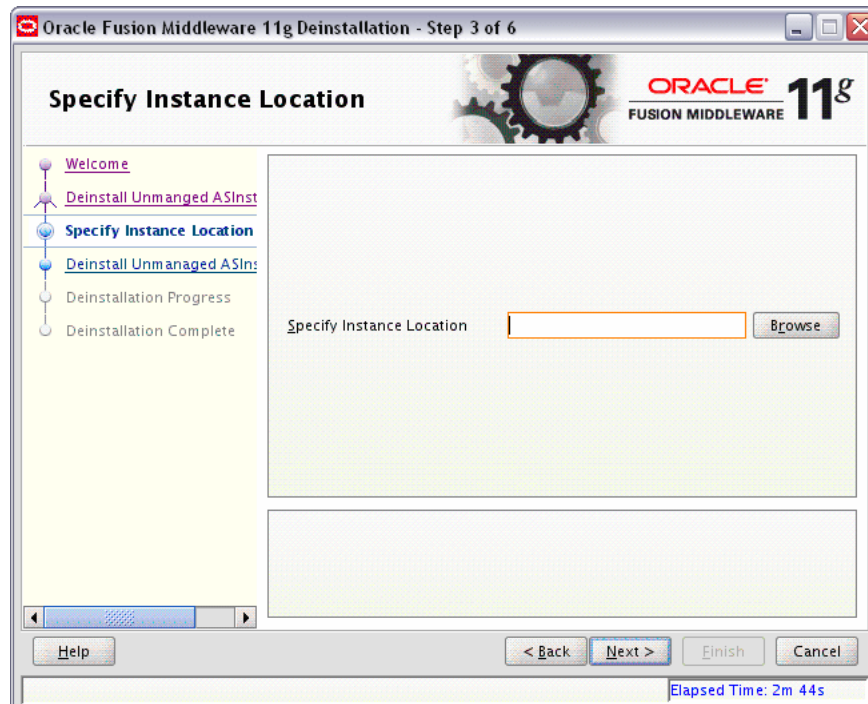 Oracle Fusion Middleware 11g Deinstallation - Step 3 of 6
Specify Instance Location
ORACLE
FUSION MIDDLEWARE
11g
Welcome
Deinstall Unmanged ASInst
Specify Instance Location
Deinstall Unmanaged ASIns
Deinstallation Progress
Deinstallation Complete
Specify Instance Location
Browse
Help
< Back
Next >
Finish
Cancel
Elapsed Time: 2m 44s